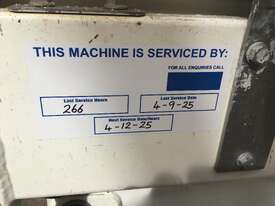 THIS MACHINE IS SERVICED BY:
FOR ALL ENQUIRIES CALL
Last Service Hours
266
Last Service Date
4-9-25
Next Service Due/Hours
4-12-25